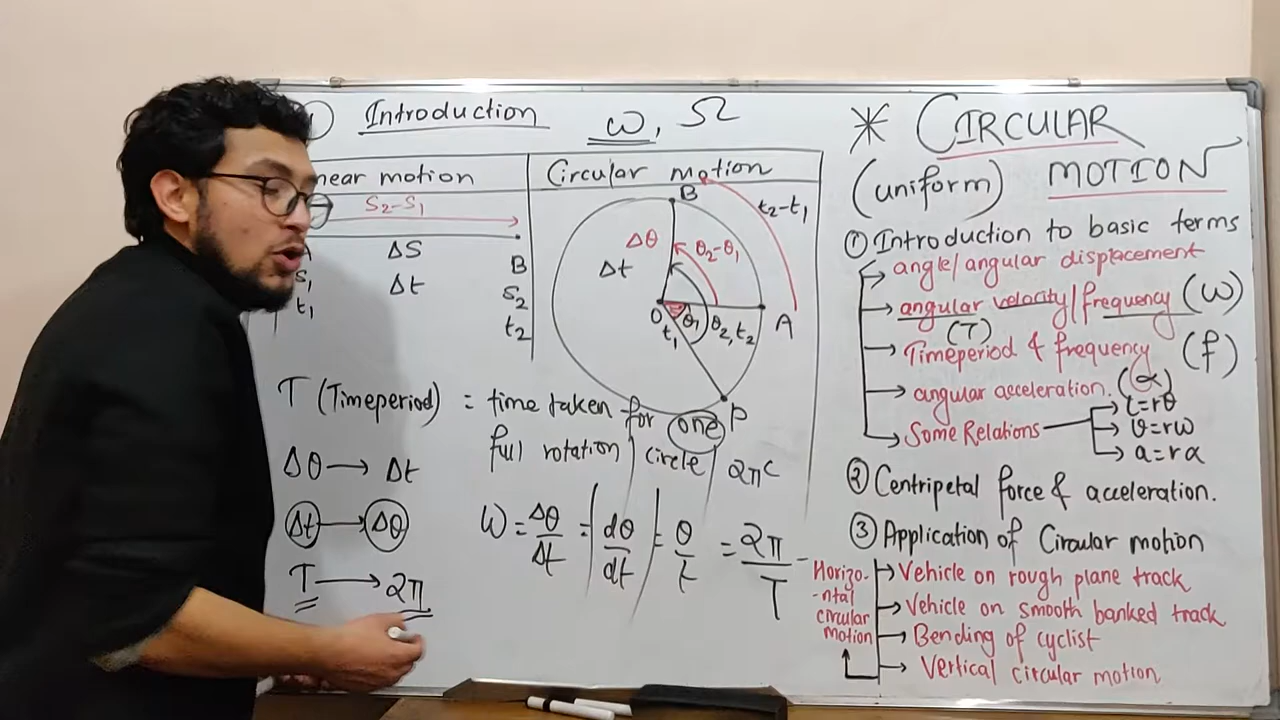 Introduction
ω, Ω
near motion
S₂-S₁
ΔS
Δt
S₁
t₁
B
S₂
t₂
Circular motion
B
t₂-t₁
Δθ
θ₂-θ₁
Δt
O
θ₁
θ₂, t₂
t₁
A
P
T (Timeperiod) = time taken for one
full rotation / circle / 2πᶜ
Δθ → Δt
Δt → Δθ
T → 2π
ω = Δθ/Δt = dθ/dt = θ/t = 2π/T =
* CIRCULAR
(uniform) MOTION
① Introduction to basic terms
→ angle/angular displacement
→ angular velocity/frequency (ω)
(T)
→ Timeperiod & frequency (f)
→ angular acceleration. (α)
→ Some Relations
→ l=rθ
→ v=rω
→ a=rα
② Centripetal force & acceleration.
③ Application of Circular motion
Horizo-
-ntal
circular
motion
→ Vehicle on rough plane track
→ Vehicle on smooth banked track
→ Bending of cyclist
→ Vertical circular motion